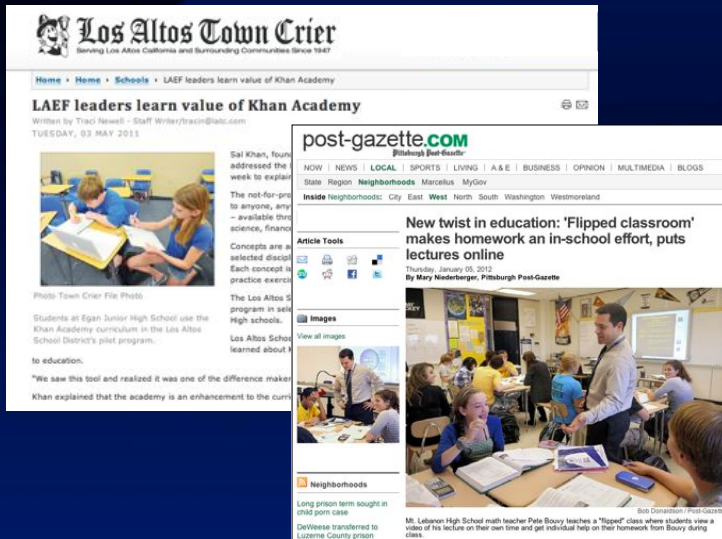 Los Altos Town Crier
Serving Los Altos California and Surrounding Communities Since 1947
Home › Home › Schools › LAEF leaders learn value of Khan Academy
LAEF leaders learn value of Khan Academy
Written by Traci Newell - Staff Writer/tracin@latc.com
TUESDAY, 03 MAY 2011
Sal Khan, foun
addressed the
week to explain
The not-for-pro
to anyone, any
– available thro
science, financ
Concepts are a
selected discipl
Each concept is
practice exerci
The Los Altos S
program in sele
High schools.
Los Altos Schoo
learned about K
Photo Town Crier File Photo
Students at Egan Junior High School use the
Khan Academy curriculum in the Los Altos
School District's pilot program.
to education.
"We saw this tool and realized it was one of the difference maker
Khan explained that the academy is an enhancement to the curri
post-gazette.COM
Pittsburgh Post-Gazette
NOW | NEWS | LOCAL | SPORTS | LIVING | A & E | BUSINESS | OPINION | MULTIMEDIA | BLOGS
State Region Neighborhoods Marcellus MyGov
Inside Neighborhoods: City East West North South Washington Westmoreland
Article Tools
Images
View all images
Neighborhoods
Long prison term sought in
child porn case
DeWeese transferred to
Luzerne County prison
New twist in education: 'Flipped classroom'
makes homework an in-school effort, puts
lectures online
Thursday, January 05, 2012
By Mary Niederberger, Pittsburgh Post-Gazette
Bob Donaldson / Post-Gazette
Mt. Lebanon High School math teacher Pete Bouvy teaches a "flipped" class where students view a
video of his lecture on their own time and get individual help on their homework from Bouvy during
class.